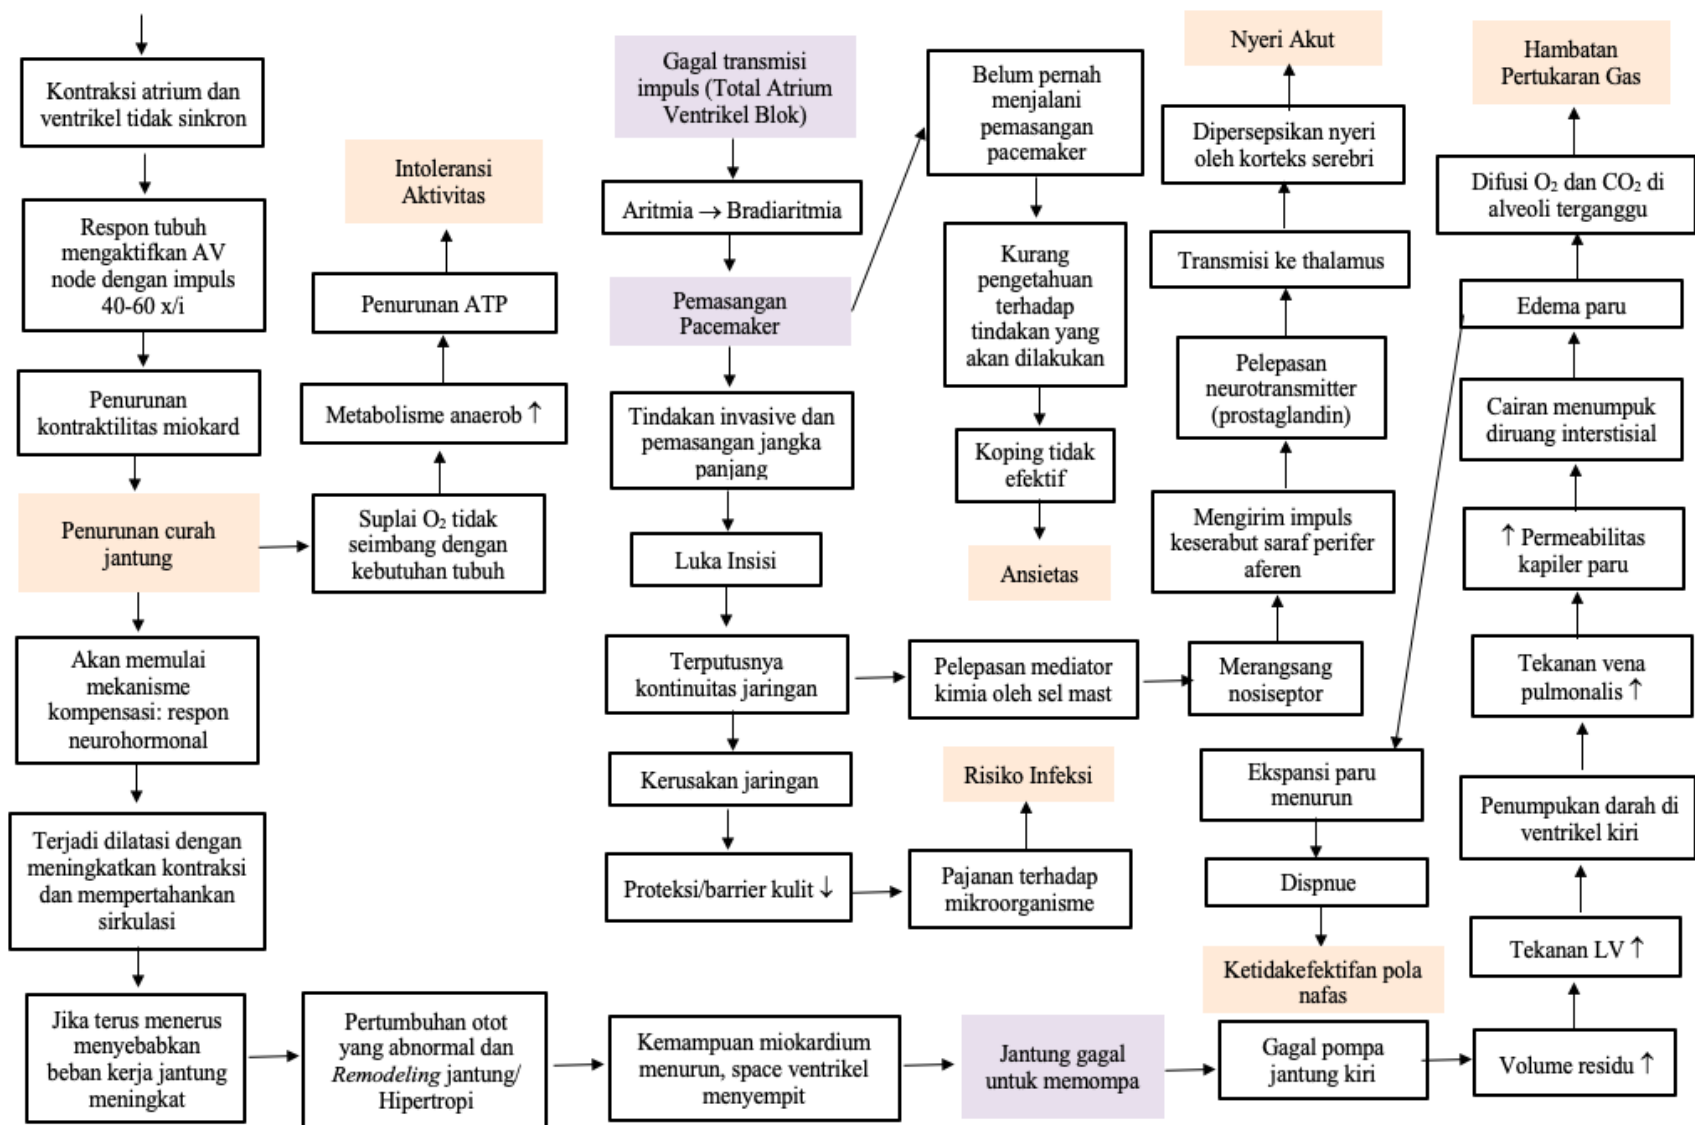 Kontraksi atrium dan
ventrikel tidak sinkron
Respon tubuh
mengaktifkan AV
node dengan impuls
40-60 x/i
Penurunan
kontraktilitas miokard
Penurunan curah
jantung
Akan memulai
mekanisme
kompensasi: respon
neurohormonal
Terjadi dilatasi dengan
meningkatkan kontraksi
dan mempertahankan
sirkulasi
Jika terus menerus
menyebabkan
beban kerja jantung
meningkat
Intoleransi
Aktivitas
Penurunan ATP
Metabolisme anaerob ↑
Suplai O₂ tidak
seimbang dengan
kebutuhan tubuh
Pertumbuhan otot
yang abnormal dan
Remodeling jantung/
Hipertropi
Gagal transmisi
impuls (Total Atrium
Ventrikel Blok)
Aritmia → Bradiaritmia
Pemasangan
Pacemaker
Tindakan invasive dan
pemasangan jangka
panjang
Luka Insisi
Terputusnya
kontinuitas jaringan
Kerusakan jaringan
Proteksi/barrier kulit ↓
Kemampuan miokardium
menurun, space ventrikel
menyempit
Belum pernah
menjalani
pemasangan
pacemaker
Kurang
pengetahuan
terhadap
tindakan yang
akan dilakukan
Koping tidak
efektif
Ansietas
Pelepasan mediator
kimia oleh sel mast
Risiko Infeksi
Pajanan terhadap
mikroorganisme
Jantung gagal
untuk memompa
Nyeri Akut
Dipersepsikan nyeri
oleh korteks serebri
Transmisi ke thalamus
Pelepasan
neurotransmitter
(prostaglandin)
Mengirim impuls
keserabut saraf perifer
aferen
Merangsang
nosiseptor
Ekspansi paru
menurun
Dispnue
Ketidakefektifan pola
nafas
Gagal pompa
jantung kiri
Hambatan
Pertukaran Gas
Difusi O₂ dan CO₂ di
alveoli terganggu
Edema paru
Cairan menumpuk
diruang interstisial
↑ Permeabilitas
kapiler paru
Tekanan vena
pulmonalis ↑
Penumpukan darah di
ventrikel kiri
Tekanan LV ↑
Volume residu ↑